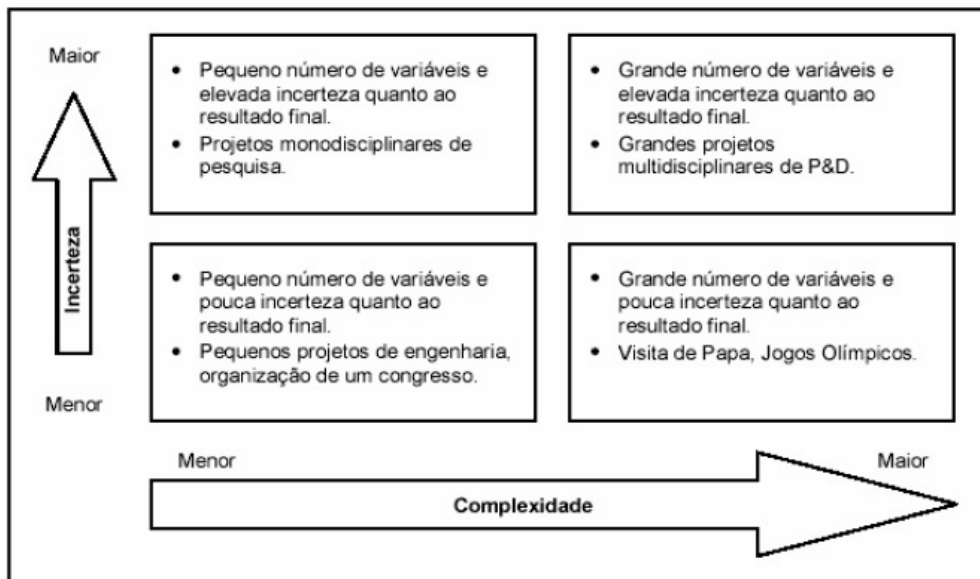 Maior
• Pequeno número de variáveis e
elevada incerteza quanto ao
resultado final.
• Projetos monodisciplinares de
pesquisa.
• Grande número de variáveis e
elevada incerteza quanto ao
resultado final.
• Grandes projetos
multidisciplinares de P&D.
Incerteza
• Pequeno número de variáveis e
pouca incerteza quanto ao
resultado final.
• Pequenos projetos de engenharia,
organização de um congresso.
• Grande número de variáveis e
pouca incerteza quanto ao
resultado final.
• Visita de Papa, Jogos Olímpicos.
Menor
Menor
Maior
Complexidade